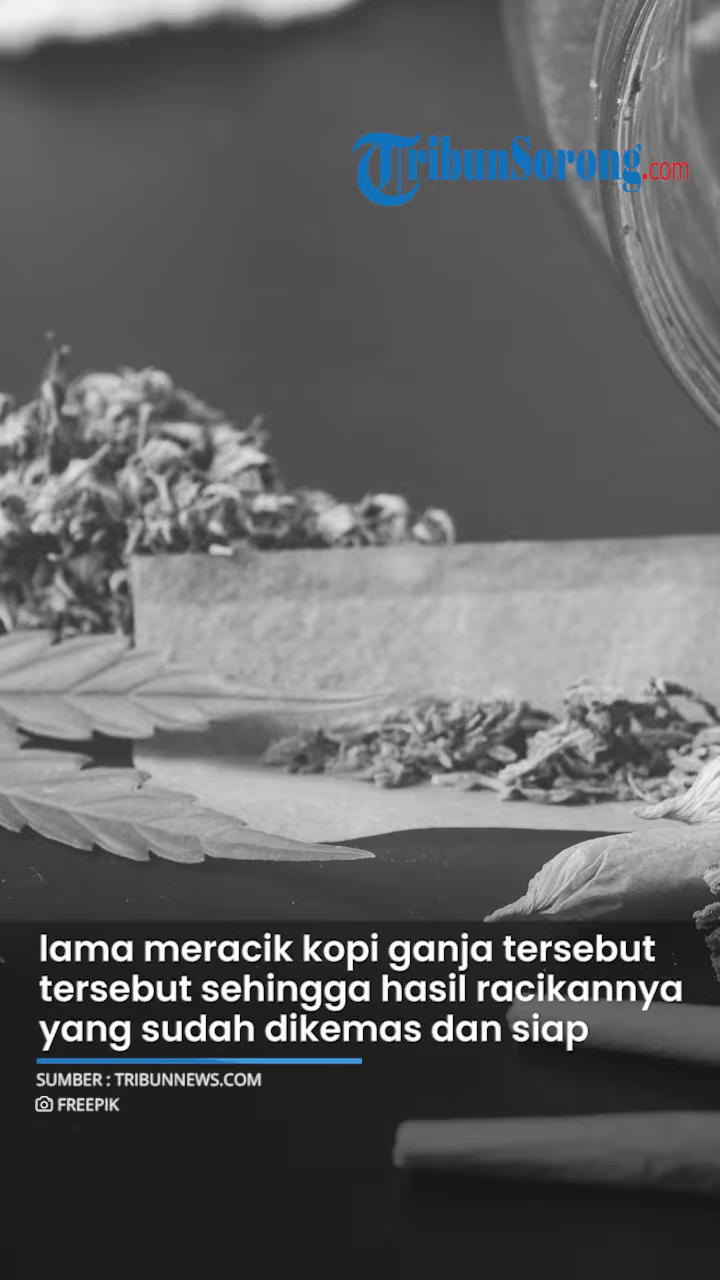 TribunSorong.com
lama meracik kopi ganja tersebut
tersebut sehingga hasil racikannya
yang sudah dikemas dan siap
SUMBER : TRIBUNNEWS.COM
FREEPIK